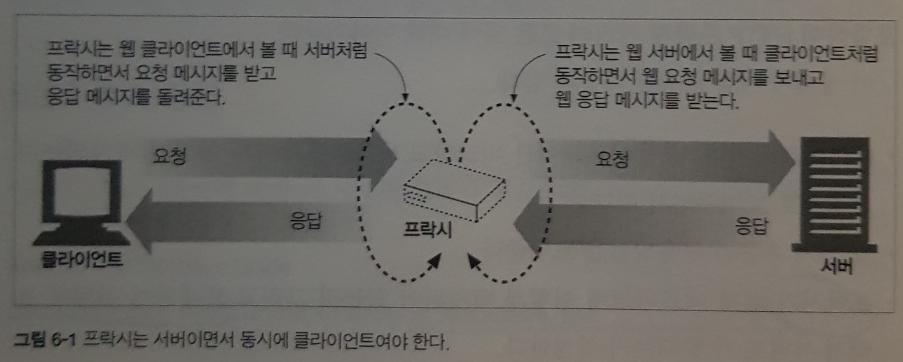 프락시는 웹 클라이언트에서 볼 때 서버처럼
동작하면서 요청 메시지를 받고
응답 메시지를 돌려준다.
프락시는 웹 서버에서 볼 때 클라이언트처럼
동작하면서 웹 요청 메시지를 보내고
웹 응답 메시지를 받는다.
요청
요청
응답
프락시
응답
클라이언트
서버
그림 6-1 프락시는 서버이면서 동시에 클라이언트여야 한다.